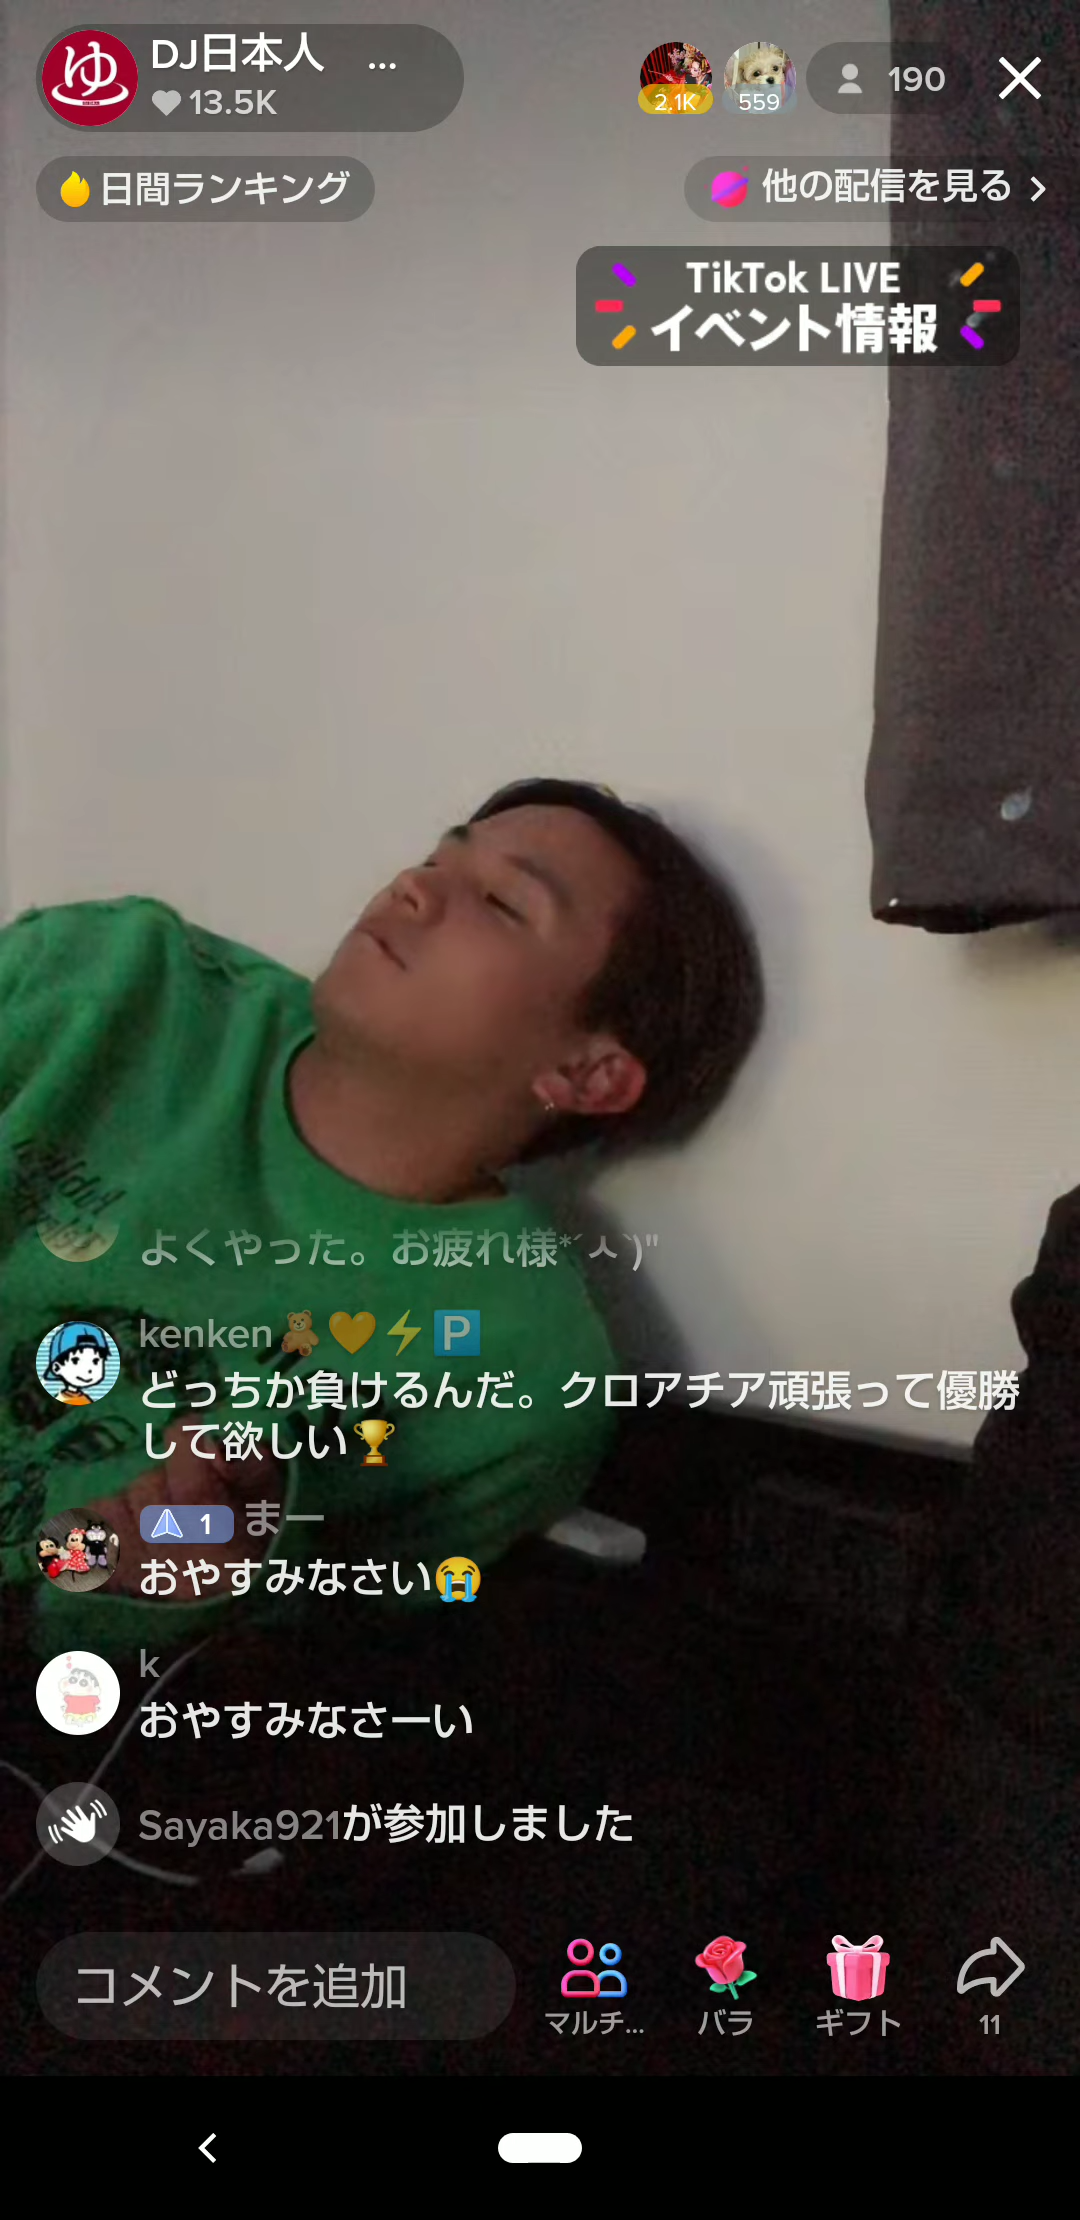 ゆ
DJ日本人 ...
13.5K
2.1K
559
190
日間ランキング
他の配信を見る
TikTok LIVE
イベント情報
よくやった。お疲れ様*´ㅅ`)"
kenken🧸💛⚡🅿️
どっちか負けるんだ。クロアチア頑張って優勝
して欲しい🏆
1 まー
おやすみなさい😭
k
おやすみなさーい
Sayaka921が参加しました
コメントを追加
マルチ...
バラ
ギフト
11